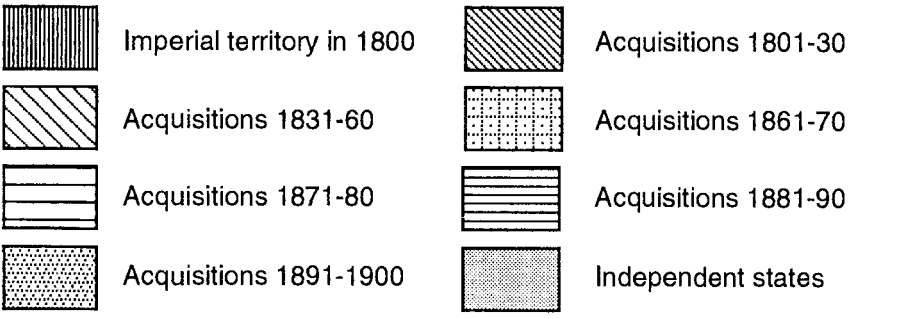 Imperial territory in 1800
Acquisitions 1801-30
Acquisitions 1831-60
Acquisitions 1861-70
Acquisitions 1871-80
Acquisitions 1881-90
Acquisitions 1891-1900
Independent states